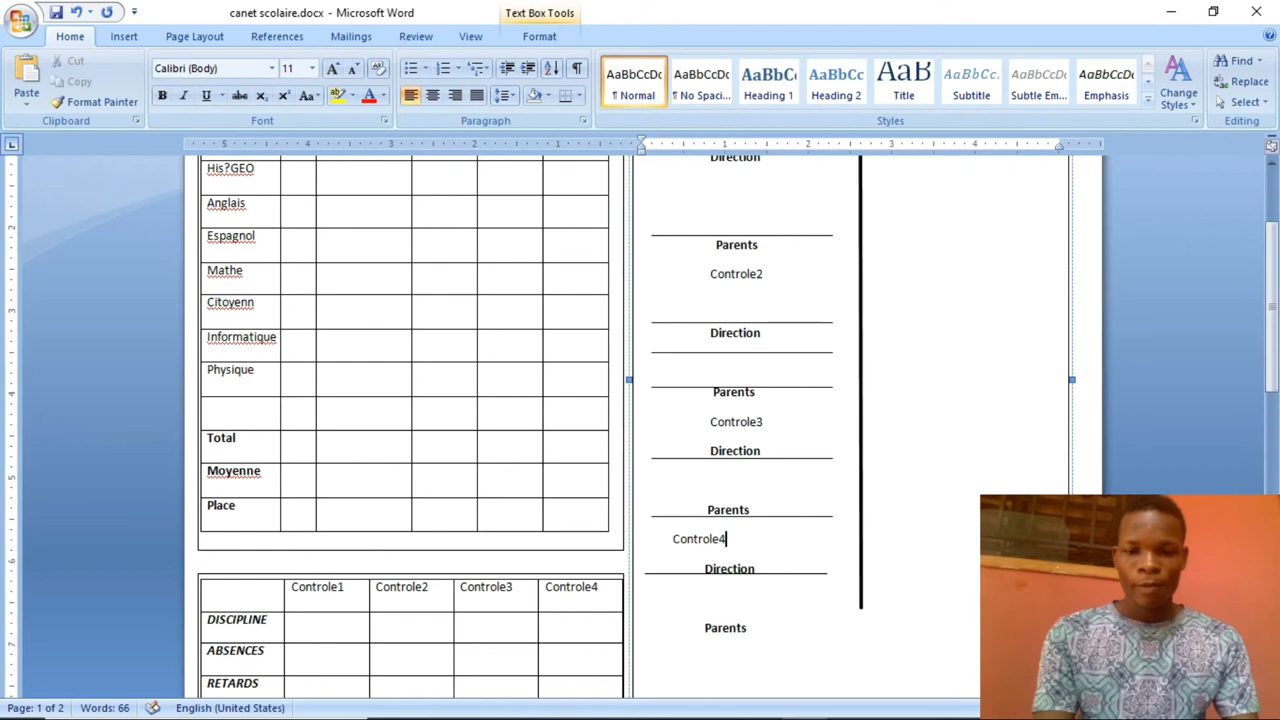 canet scolaire.docx - Microsoft Word
Text Box Tools
Home
Insert
Page Layout
References
Mailings
Review
View
Format
Paste
Cut
Copy
Format Painter
Clipboard
Calibri (Body)
11
Font
Paragraph
AaBbCcDc
¶ Normal
AaBbCcDc
¶ No Spaci...
AaBbCc
Heading 1
AaBbCc
Heading 2
AaB
Title
AaBbCc
Subtitle
AaBbCcDc
Subtle Em...
AaBbCcDc
Emphasis
Change
Styles
Styles
Find
Replace
Select
Editing
His?GEO
Anglais
Espagnol
Mathe
Citoyenn
Informatique
Physique
Total
Moyenne
Place
Controle1
Controle2
Controle3
Controle4
DISCIPLINE
ABSENCES
RETARDS
Direction
Parents
Controle2
Direction
Parents
Controle3
Direction
Parents
Controle4
Direction
Parents
Page: 1 of 2
Words: 66
English (United States)